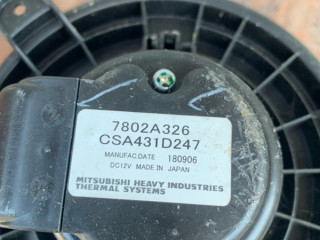 7802A326
CSA431D247
MANUFAC.DATE 180906
DC12V MADE IN JAPAN
MITSUBISHI HEAVY INDUSTRIES
THERMAL SYSTEMS